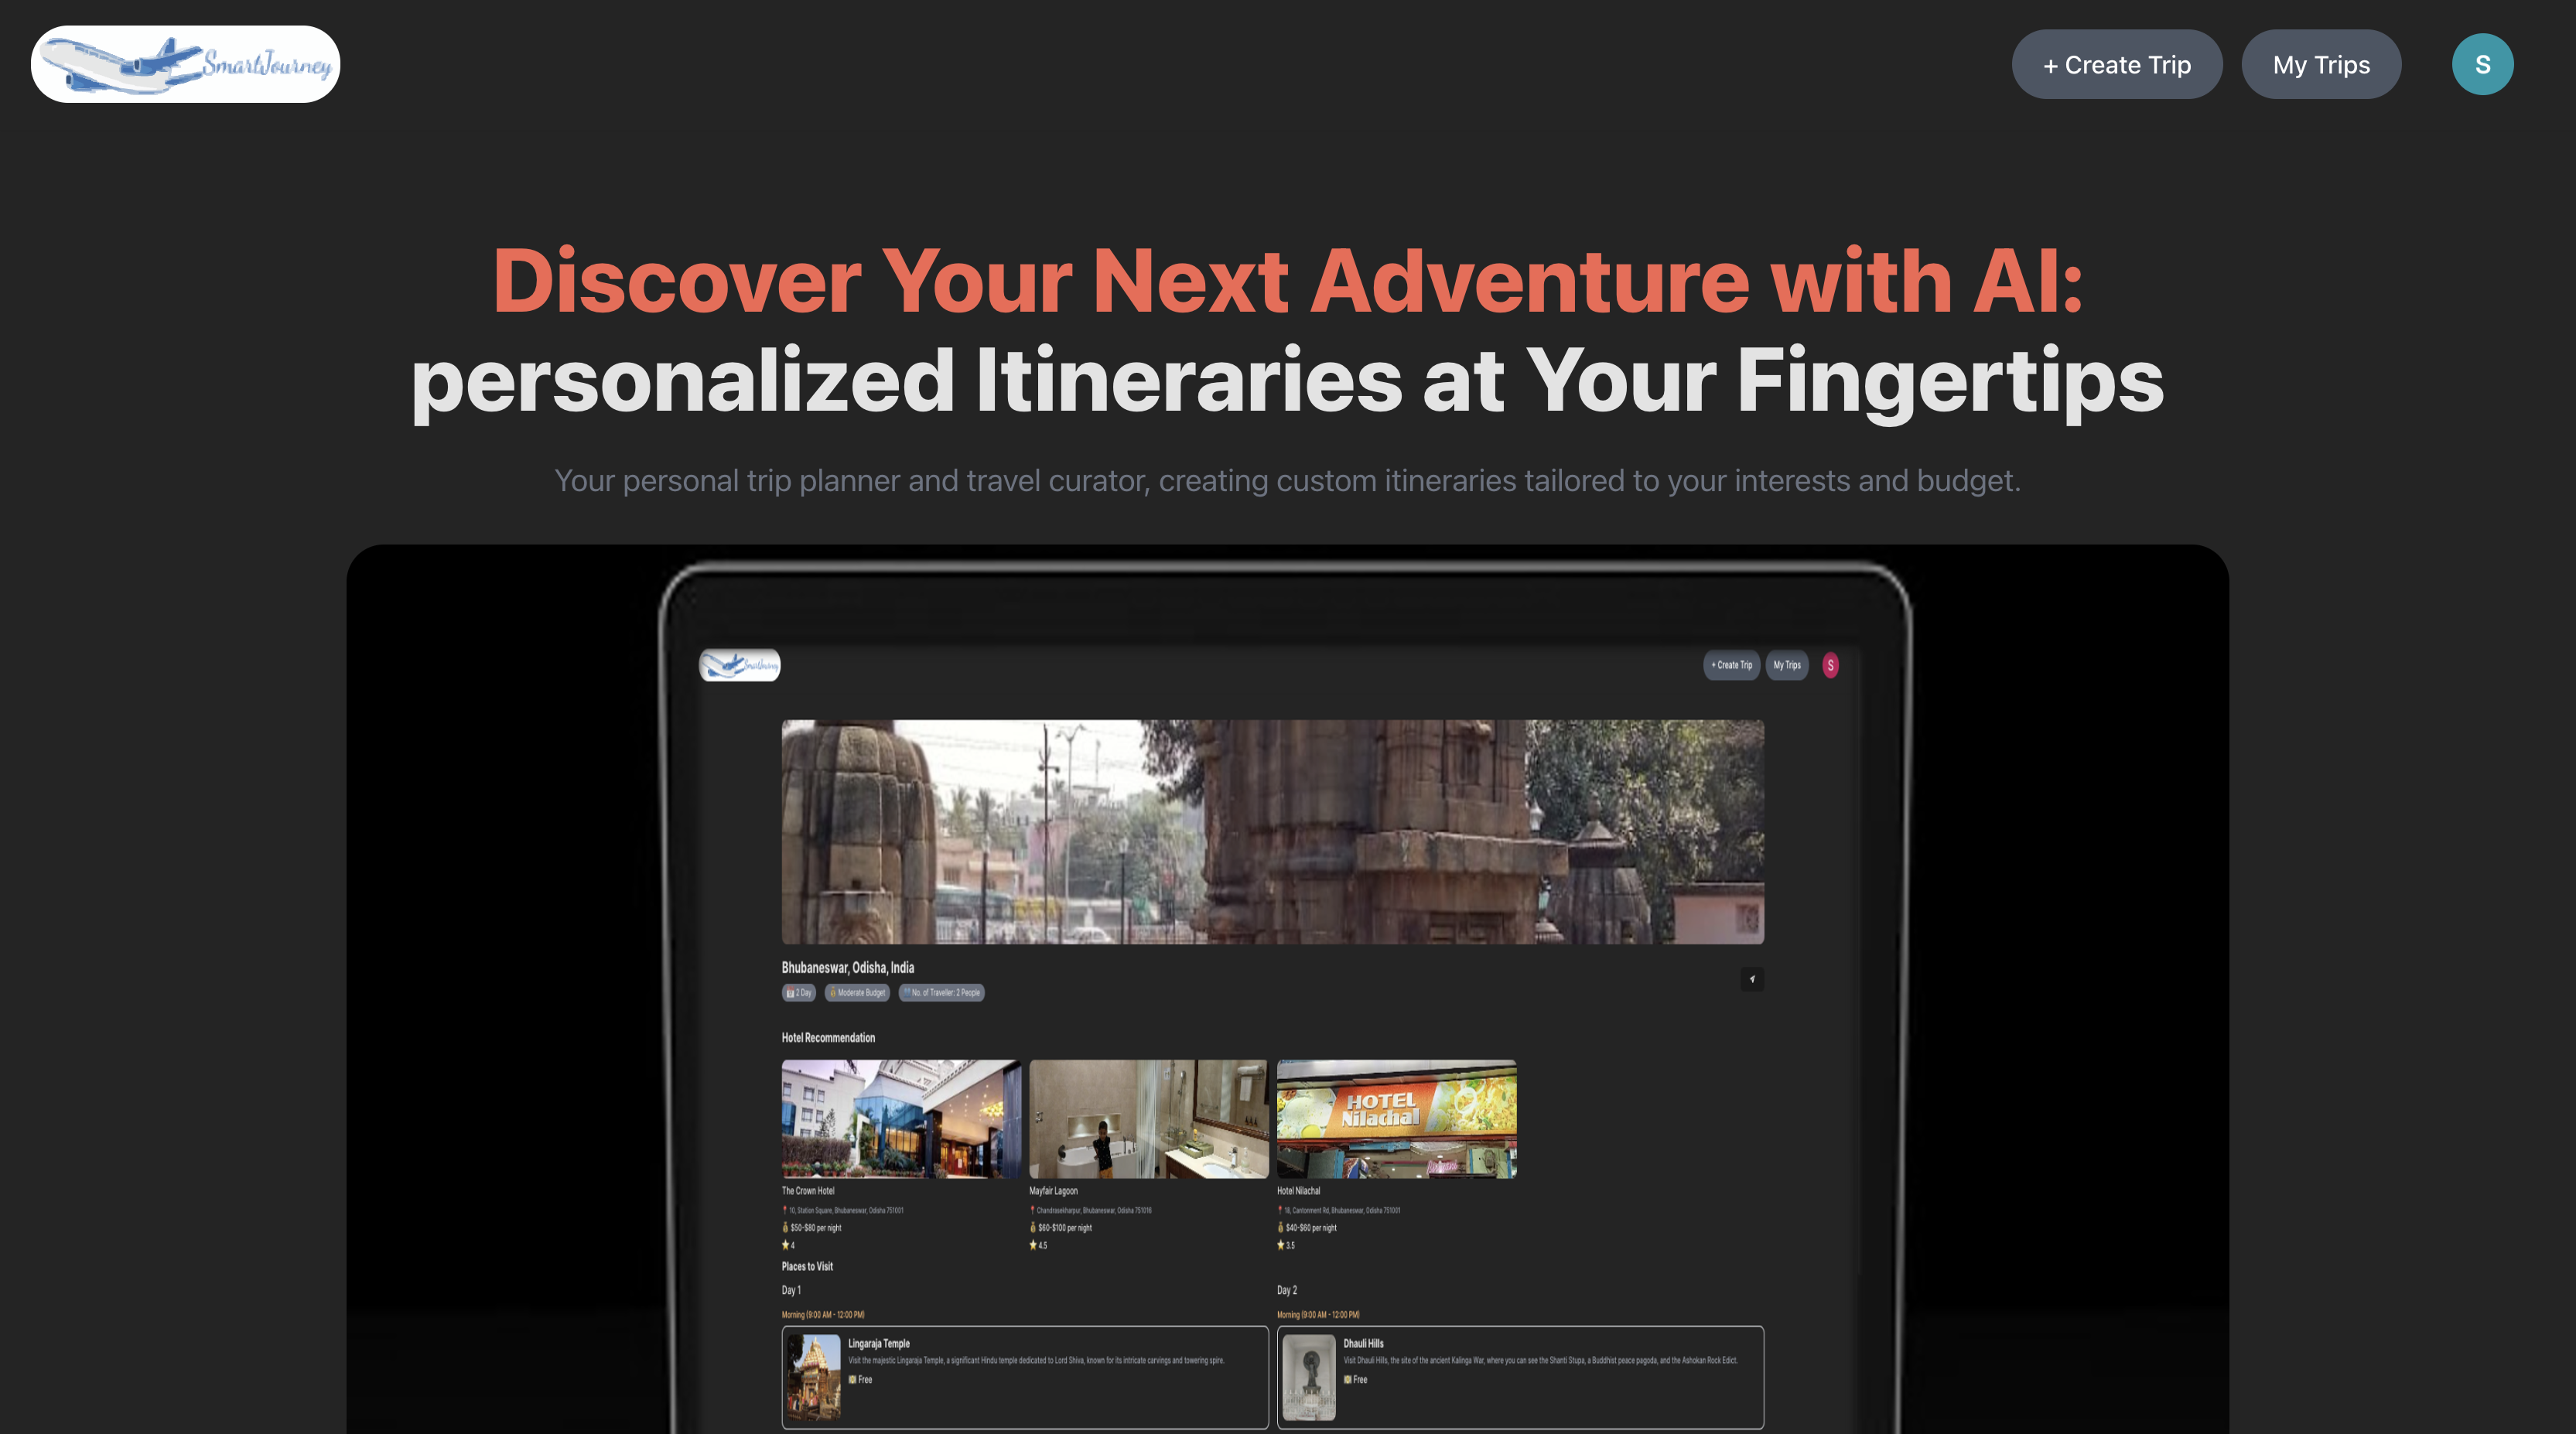 SmartJourney
+ Create Trip
My Trips
S
Discover Your Next Adventure with AI:
personalized Itineraries at Your Fingertips
Your personal trip planner and travel curator, creating custom itineraries tailored to your interests and budget.
SmartJourney
+ Create Trip
My Trips
S
Bhubaneswar, Odisha, India
2 Day
Moderate Budget
No. of Traveller: 2 People
Hotel Recommendation
HOTEL
Nilachal
The Crown Hotel
10, Station Square, Bhubaneswar, Odisha 751001
$50-$80 per night
4
Mayfair Lagoon
Chandrasekharpur, Bhubaneswar, Odisha 751016
$60-$100 per night
4.5
Hotel Nilachal
18, Cantonment Rd, Bhubaneswar, Odisha 751001
$40-$60 per night
3.5
Places to Visit
Day 1
Morning (9:00 AM - 12:00 PM)
Lingaraja Temple
Visit the majestic Lingaraja Temple, a significant Hindu temple dedicated to Lord Shiva, known for its intricate carvings and towering spire.
Free
Day 2
Morning (9:00 AM - 12:00 PM)
Dhauli Hills
Visit Dhauli Hills, the site of the ancient Kalinga War, where you can see the Shanti Stupa, a Buddhist peace pagoda, and the Ashokan Rock Edict.
Free